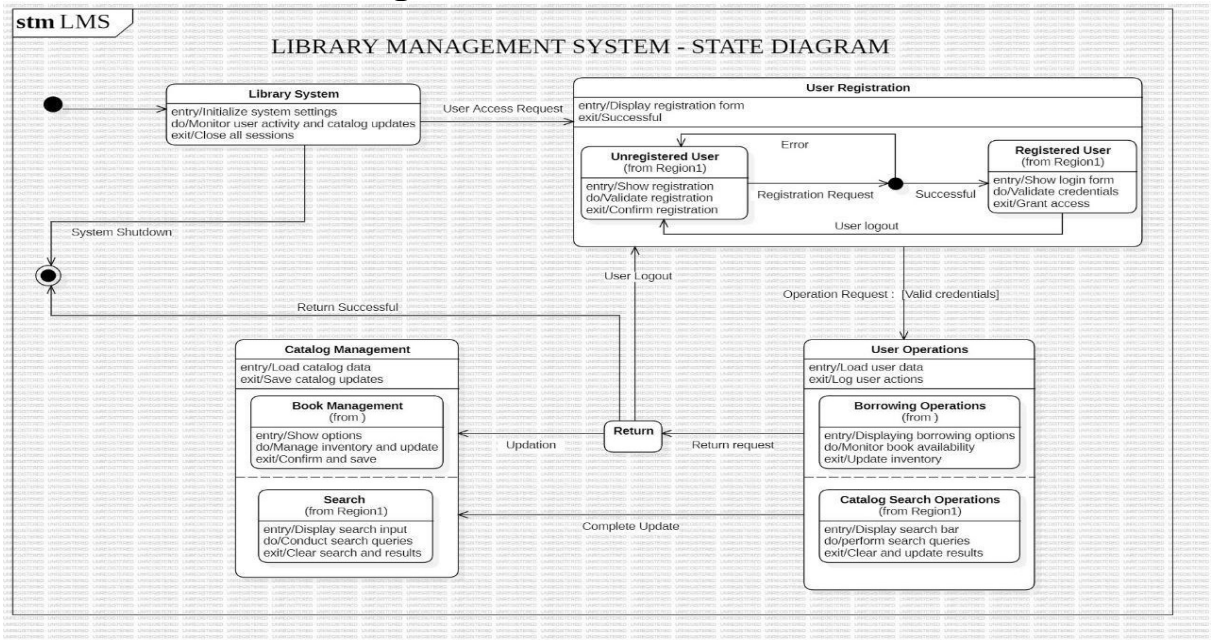 stm LMS
LIBRARY MANAGEMENT SYSTEM - STATE DIAGRAM
Library System
entry/Initialize system settings
do/Monitor user activity and catalog updates
exit/Close all sessions
User Access Request
User Registration
entry/Display registration form
exit/Successful
Error
Unregistered User
(from Region1)
entry/Show registration
do/Validate registration
exit/Confirm registration
Registration Request
Successful
Registered User
(from Region1)
entry/Show login form
do/Validate credentials
exit/Grant access
User logout
System Shutdown
User Logout
Operation Request : [Valid credentials]
Return Successful
Catalog Management
entry/Load catalog data
exit/Save catalog updates
Book Management
(from )
entry/Show options
do/Manage inventory and update
exit/Confirm and save
Search
(from Region1)
entry/Display search input
do/Conduct search queries
exit/Clear search and results
Updation
Return
Return request
Complete Update
User Operations
entry/Load user data
exit/Log user actions
Borrowing Operations
(from )
entry/Displaying borrowing options
do/Monitor book availability
exit/Update inventory
Catalog Search Operations
(from Region1)
entry/Display search bar
do/perform search queries
exit/Clear and update results